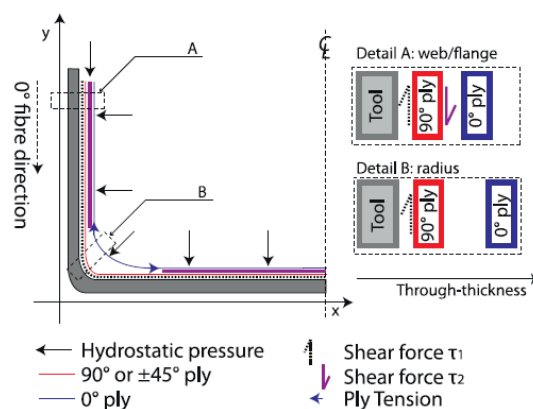 y
A
℄
Detail A: web/flange
Tool
90° ply
0° ply
0° fibre direction
B
Detail B: radius
Tool
90° ply
0° ply
Through-thickness
x
Hydrostatic pressure
90° or ±45° ply
0° ply
Shear force τ1
Shear force τ2
Ply Tension